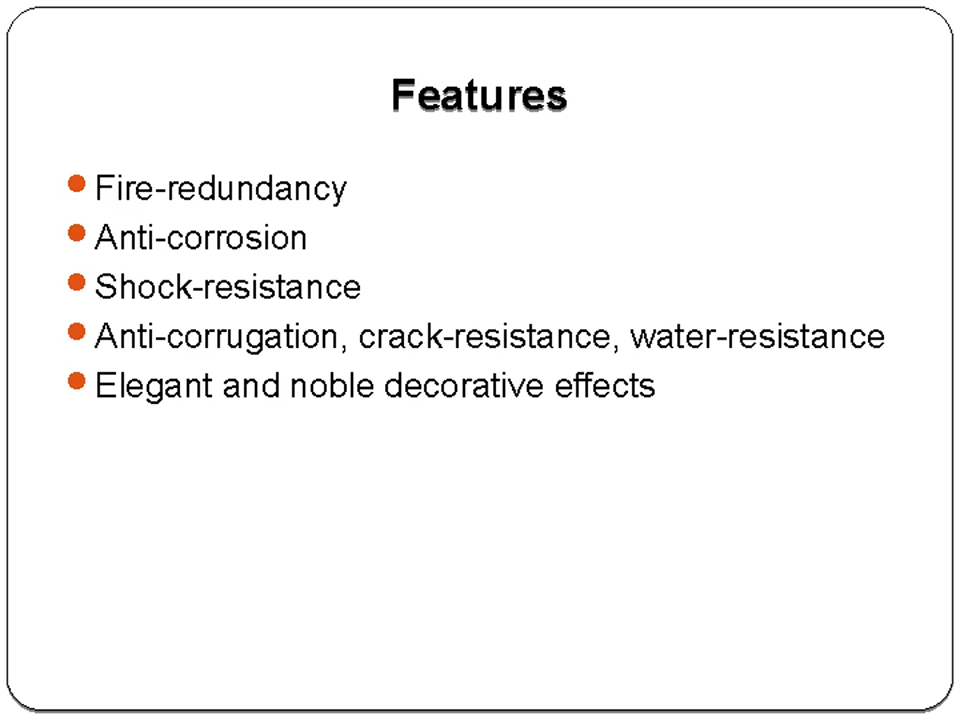 Features
Fire-redundancy
Anti-corrosion
Shock-resistance
Anti-corrugation, crack-resistance, water-resistance
Elegant and noble decorative effects